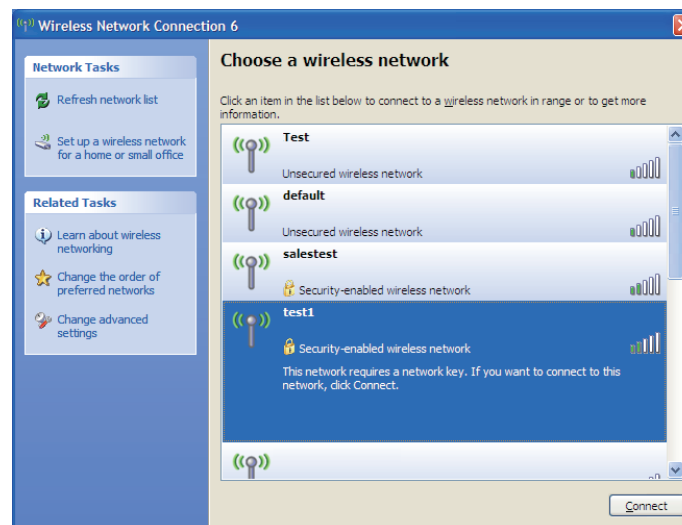 Wireless Network Connection 6
Network Tasks
Refresh network list
Set up a wireless network
for a home or small office
Related Tasks
Learn about wireless
networking
Change the order of
preferred networks
Change advanced
settings
Choose a wireless network
Click an item in the list below to connect to a wireless network in range or to get more
information.
Test
Unsecured wireless network
default
Unsecured wireless network
salestest
Security-enabled wireless network
test1
Security-enabled wireless network
This network requires a network key. If you want to connect to this
network, click Connect.
Connect